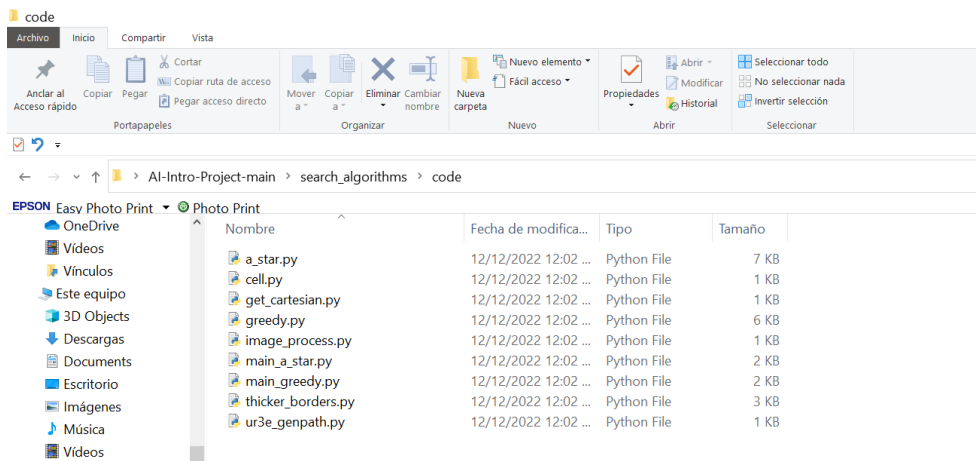 code
Archivo Inicio Compartir Vista
Anclar al Acceso rápido
Copiar
Pegar
Cortar
Copiar ruta de acceso
Pegar acceso directo
Portapapeles
Mover a
Copiar a
Eliminar
Cambiar nombre
Organizar
Nueva carpeta
Nuevo elemento
Fácil acceso
Nuevo
Propiedades
Abrir
Modificar
Historial
Abrir
Seleccionar todo
No seleccionar nada
Invertir selección
Seleccionar
AI-Intro-Project-main > search_algorithms > code
EPSON Easy Photo Print Photo Print
OneDrive
Vídeos
Vínculos
Este equipo
3D Objects
Descargas
Documents
Escritorio
Imágenes
Música
Vídeos
Nombre Fecha de modifica... Tipo Tamaño
a_star.py 12/12/2022 12:02 ... Python File 7 KB
cell.py 12/12/2022 12:02 ... Python File 1 KB
get_cartesian.py 12/12/2022 12:02 ... Python File 1 KB
greedy.py 12/12/2022 12:02 ... Python File 6 KB
image_process.py 12/12/2022 12:02 ... Python File 1 KB
main_a_star.py 12/12/2022 12:02 ... Python File 2 KB
main_greedy.py 12/12/2022 12:02 ... Python File 2 KB
thicker_borders.py 12/12/2022 12:02 ... Python File 3 KB
ur3e_genpath.py 12/12/2022 12:02 ... Python File 1 KB